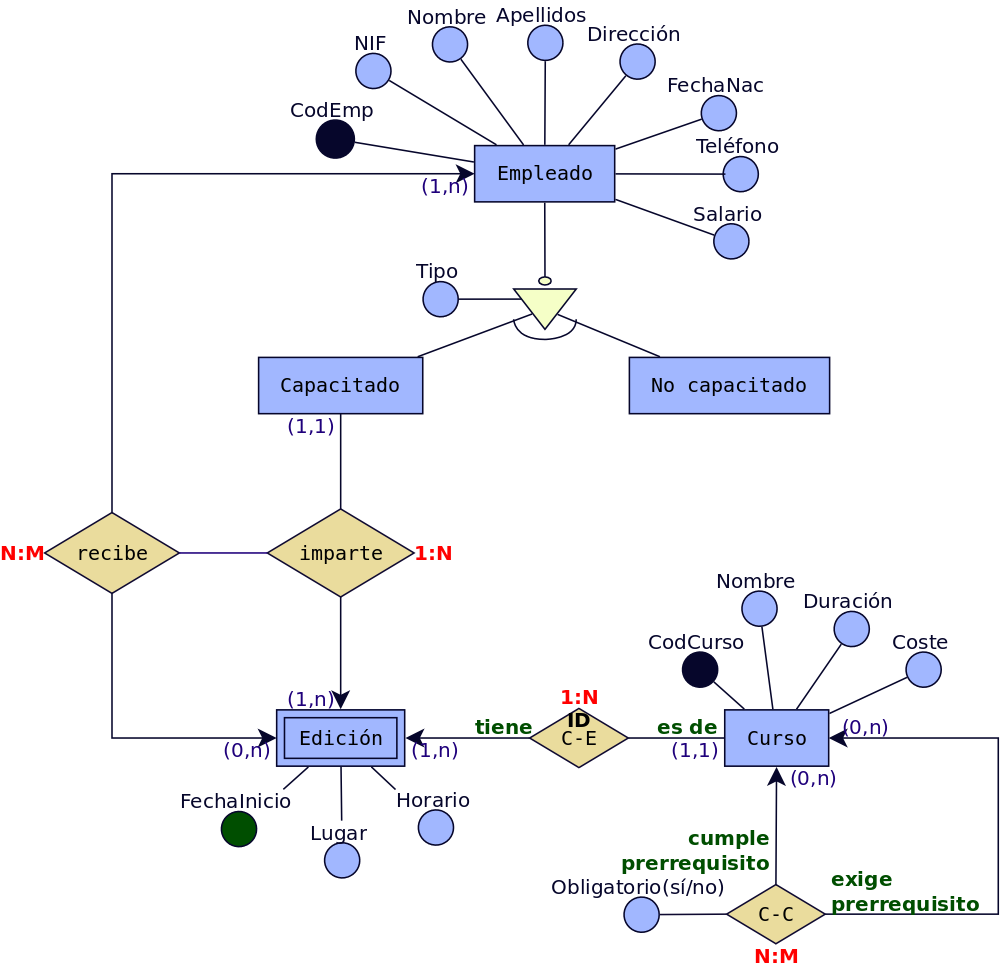 Nombre
Apellidos
Dirección
NIF
FechaNac
CodEmp
Teléfono
Empleado
(1,n)
Salario
Tipo
Capacitado
No capacitado
(1,1)
N:M
recibe
imparte
1:N
Nombre
Duración
CodCurso
Coste
1:N
(1,n)
ID
tiene
es de
(0,n)
Edición
C-E
Curso
(0,n)
(1,n)
(1,1)
(0,n)
FechaInicio
Horario
Lugar
cumple
prerrequisito
Obligatorio(sí/no)
exige
prerrequisito
C-C
N:M